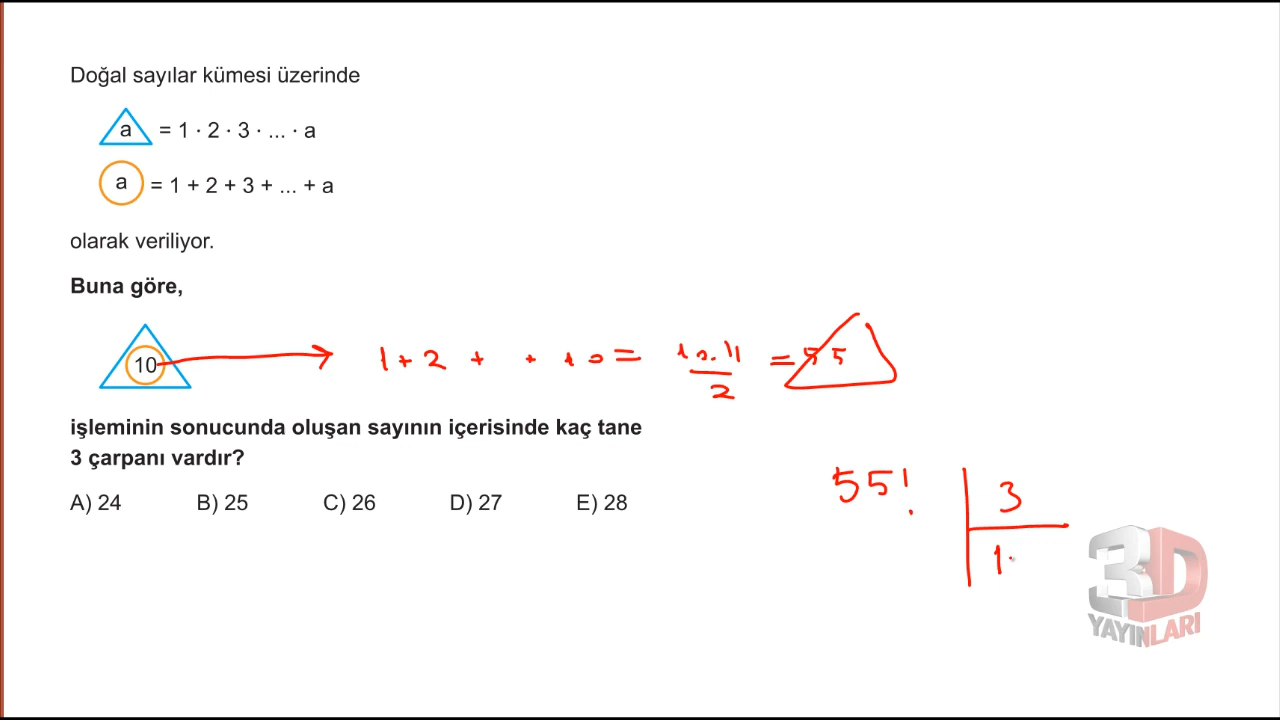 Doğal sayılar kümesi üzerinde
a = 1 · 2 · 3 · ... · a
a = 1 + 2 + 3 + ... + a
olarak veriliyor.
Buna göre,
10 1 + 2 + . . + 10 = 10.11/2 = 55
işleminin sonucunda oluşan sayının içerisinde kaç tane
3 çarpanı vardır?
A) 24 B) 25 C) 26 D) 27 E) 28
55! 3
1
3D
YAYINLARI